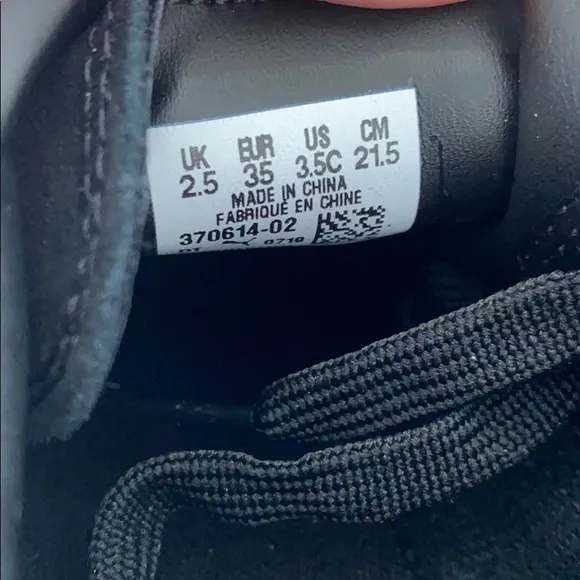 UK EUR US CM
2.5 35 3.5C 21.5
MADE IN CHINA
FABRIQUÉ EN CHINE
370614-02
0719